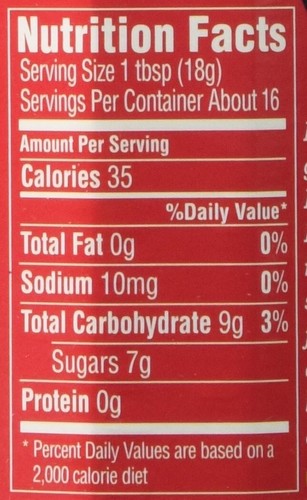 Nutrition Facts
Serving Size 1 tbsp (18g)
Servings Per Container About 16
Amount Per Serving
Calories 35
%Daily Value*
Total Fat 0g 0%
Sodium 10mg 0%
Total Carbohydrate 9g 3%
Sugars 7g
Protein 0g
* Percent Daily Values are based on a
2,000 calorie diet